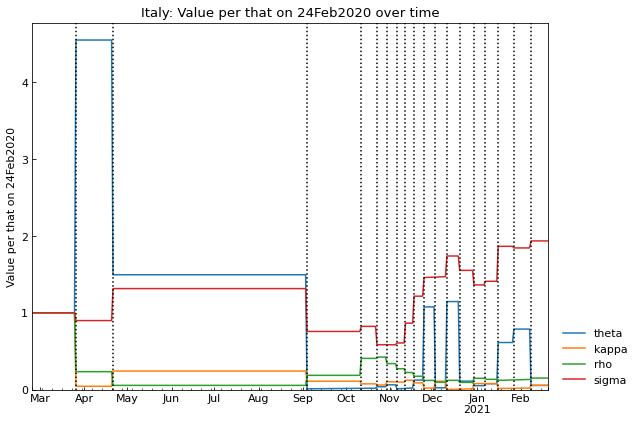 Italy: Value per that on 24Feb2020 over time
Value per that on 24Feb2020
4
3
2
1
0
Mar Apr May Jun Jul Aug Sep Oct Nov Dec Jan Feb
2021
theta
kappa
rho
sigma